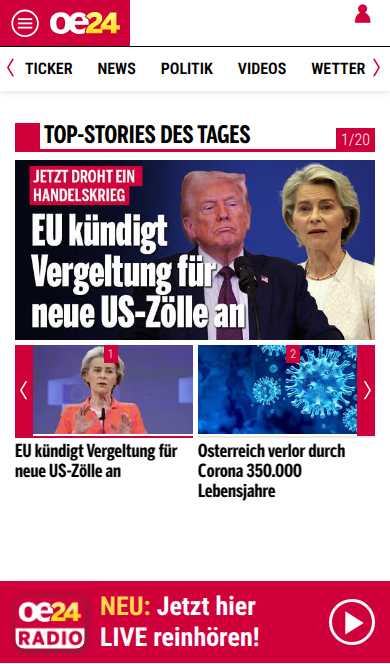 oe24
TICKER NEWS POLITIK VIDEOS WETTER
TOP-STORIES DES TAGES
1/20
JETZT DROHT EIN
HANDELSKRIEG
EU kündigt
Vergeltung für
neue US-Zölle an
1
2
EU kündigt Vergeltung für
neue US-Zölle an
Österreich verlor durch
Corona 350.000
Lebensjahre
oe24
RADIO
NEU: Jetzt hier
LIVE reinhören!